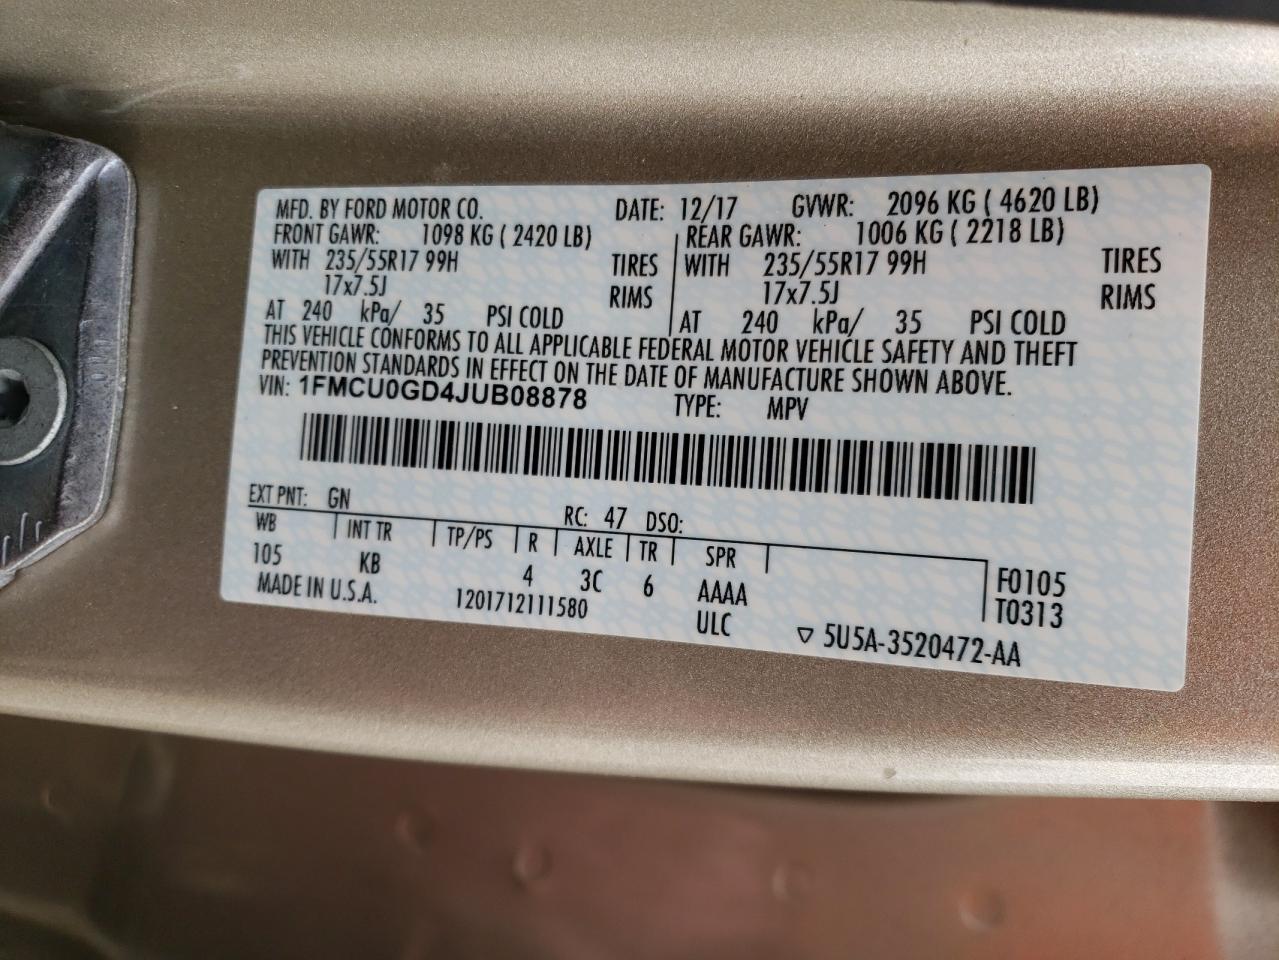 MFD. BY FORD MOTOR CO. DATE: 12/17 GVWR: 2096 KG ( 4620 LB)
FRONT GAWR: 1098 KG ( 2420 LB) REAR GAWR: 1006 KG ( 2218 LB)
WITH 235/55R17 99H TIRES WITH 235/55R17 99H TIRES
17x7.5J RIMS 17x7.5J RIMS
AT 240 kPa/ 35 PSI COLD AT 240 kPa/ 35 PSI COLD
THIS VEHICLE CONFORMS TO ALL APPLICABLE FEDERAL MOTOR VEHICLE SAFETY AND THEFT
PREVENTION STANDARDS IN EFFECT ON THE DATE OF MANUFACTURE SHOWN ABOVE.
VIN: 1FMCU0GD4JUB08878 TYPE: MPV
EXT PNT: GN RC: 47 DSO:
WB INT TR TP/PS R AXLE TR SPR
105 KB 4 3C 6 AAAA F0105
MADE IN U.S.A. 1201712111580 ULC T0313
▽ 5U5A-3520472-AA